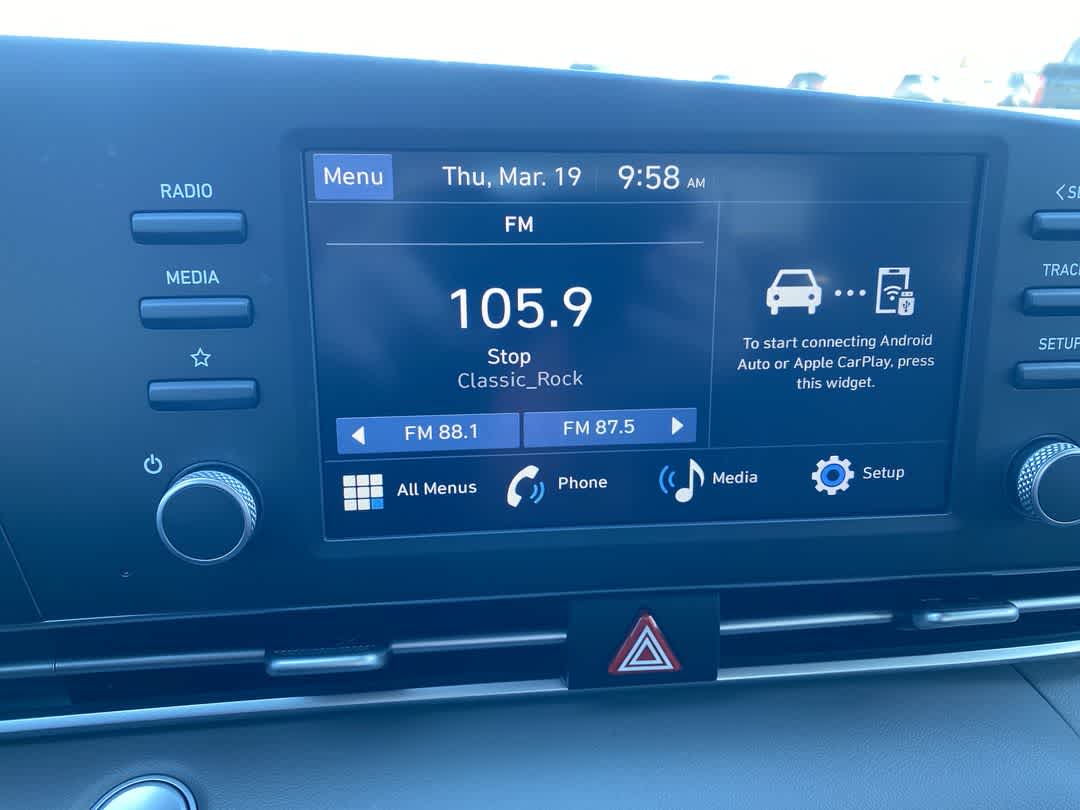 Menu Thu, Mar. 19 9:58 AM
RADIO
MEDIA
FM
105.9
Stop
Classic_Rock
FM 88.1 FM 87.5
To start connecting Android
Auto or Apple CarPlay, press
this widget.
All Menus Phone Media Setup
SETUP